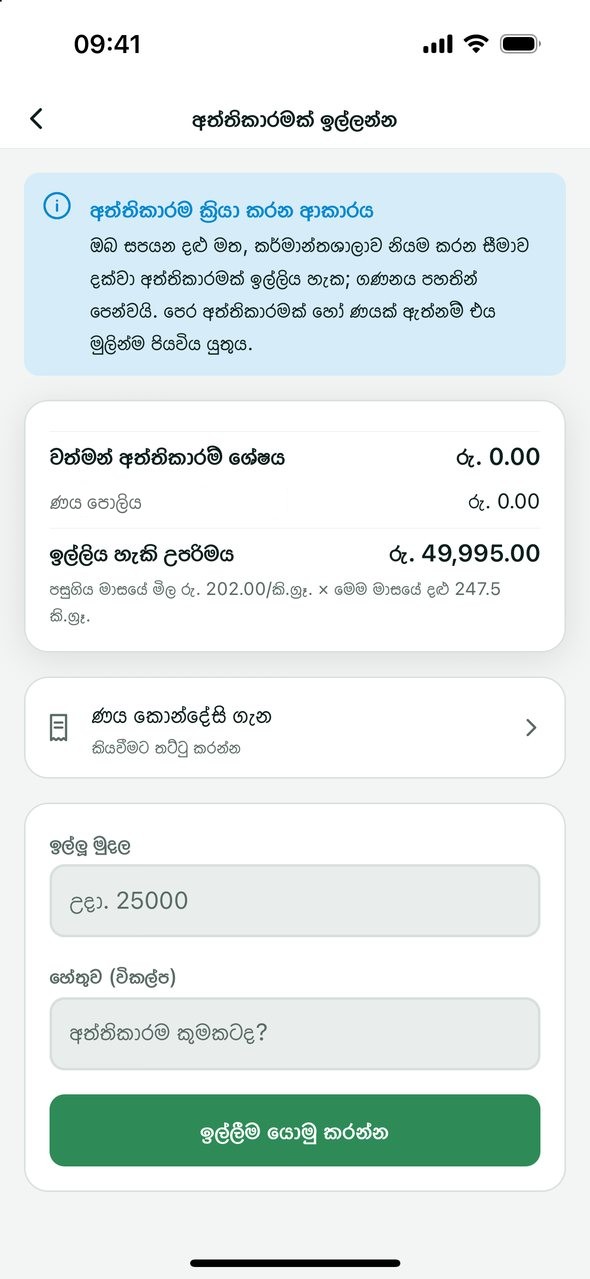 09:41
අත්තිකාරමක් ඉල්ලන්න
අත්තිකාරම ක්‍රියා කරන ආකාරය
ඔබ සපයන දළු මත, කර්මාන්තශාලාව නියම කරන සීමාව
දක්වා අත්තිකාරමක් ඉල්ලිය හැක; ගණනය පහතින්
පෙන්වයි. පෙර අත්තිකාරමක් හෝ ණයක් ඇත්නම් එය
මුලින්ම පියවිය යුතුය.
වත්මන් අත්තිකාරම් ශේෂය රු. 0.00
ණය පොලිය රු. 0.00
ඉල්ලිය හැකි උපරිමය රු. 49,995.00
පසුගිය මාසයේ මිල රු. 202.00/කි.ග්‍රෑ. × මෙම මාසයේ දළු 247.5
කි.ග්‍රෑ.
ණය කොන්දේසි ගැන
කියවීමට තට්ටු කරන්න
ඉල්ලූ මුදල
උදා. 25000
හේතුව (විකල්ප)
අත්තිකාරම කුමකටද?
ඉල්ලීම යොමු කරන්න